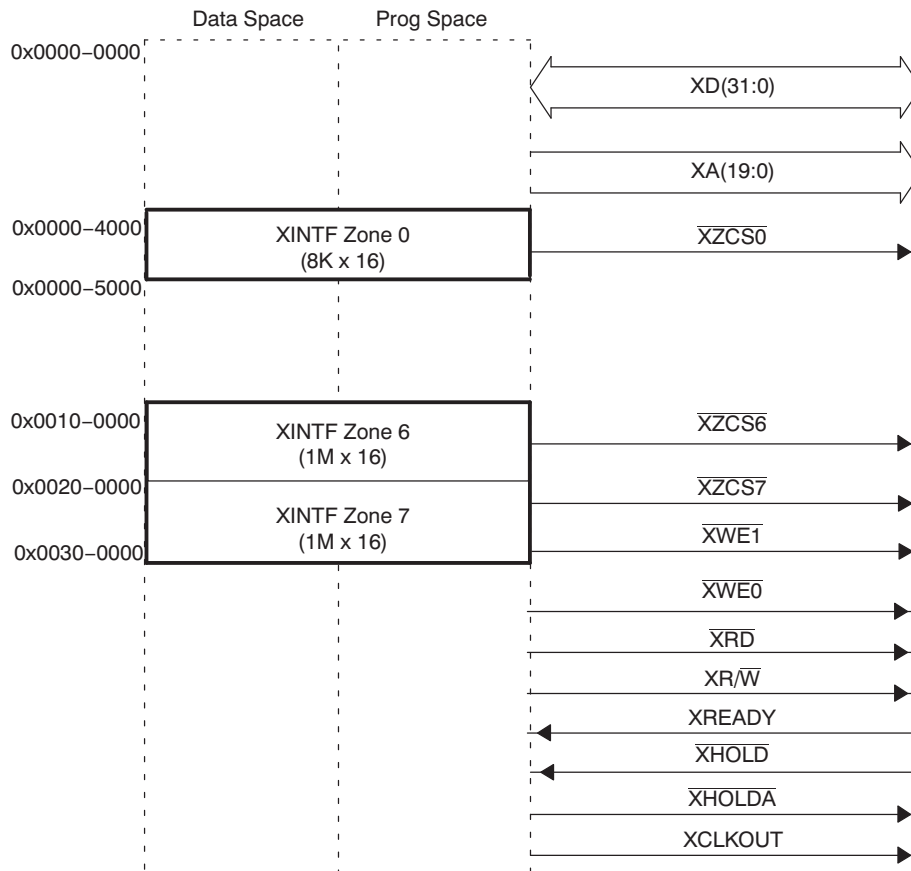 Data Space Prog Space
0x0000–0000
XD(31:0)
XA(19:0)
0x0000–4000
XINTF Zone 0
(8K x 16)
XZCS0
0x0000–5000
0x0010–0000
XINTF Zone 6
(1M x 16)
XZCS6
0x0020–0000
XZCS7
XINTF Zone 7
(1M x 16)
0x0030–0000
XWE1
XWE0
XRD
XR/W
XREADY
XHOLD
XHOLDA
XCLKOUT